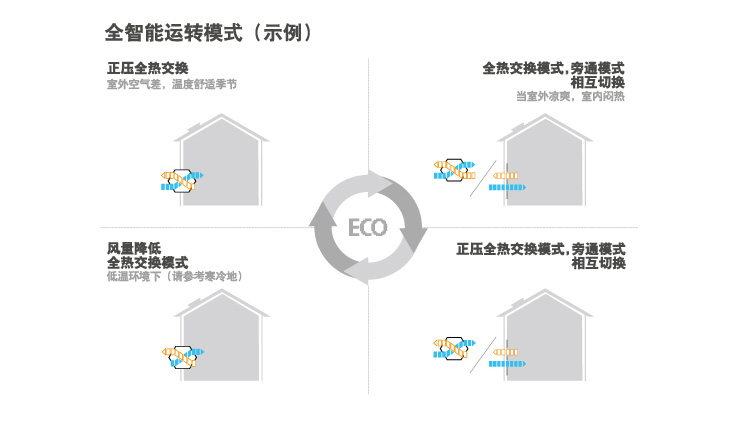 全智能运转模式（示例）
正压全热交换
室外空气差，温度舒适季节
全热交换模式,旁通模式
相互切换
当室外凉爽，室内闷热
ECO
风量降低
全热交换模式
低温环境下（请参考寒冷地）
正压全热交换模式,旁通模式
相互切换